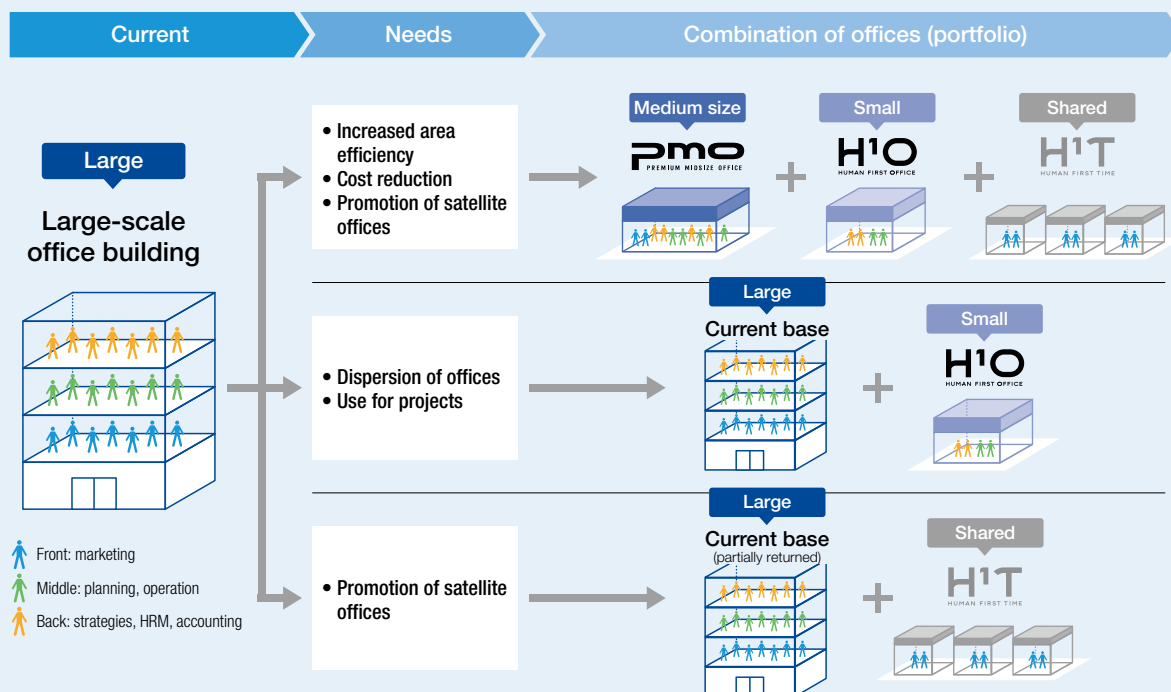 Current
Needs
Combination of offices (portfolio)
Large
Large-scale
office building
Front: marketing
Middle: planning, operation
Back: strategies, HRM, accounting
• Increased area
efficiency
• Cost reduction
• Promotion of satellite
offices
Medium size
pmo
PREMIUM MIDSIZE OFFICE
+
Small
H¹O
HUMAN FIRST OFFICE
+
Shared
H¹T
HUMAN FIRST TIME
• Dispersion of offices
• Use for projects
Large
Current base
+
Small
H¹O
HUMAN FIRST OFFICE
• Promotion of satellite
offices
Large
Current base
(partially returned)
+
Shared
H¹T
HUMAN FIRST TIME